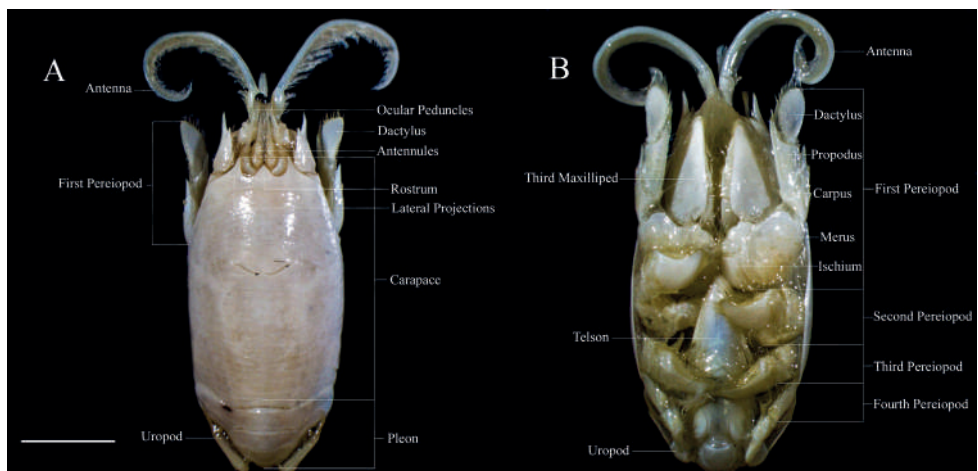 A
Antenna
Ocular Peduncles
Dactylus
Antennules
First Pereiopod
Rostrum
Lateral Projections
Carapace
Uropod
Pleon
B
Antenna
Dactylus
Propodus
Third Maxilliped
First Pereiopod
Carpus
Merus
Ischium
Second Pereiopod
Telson
Third Pereiopod
Fourth Pereiopod
Uropod